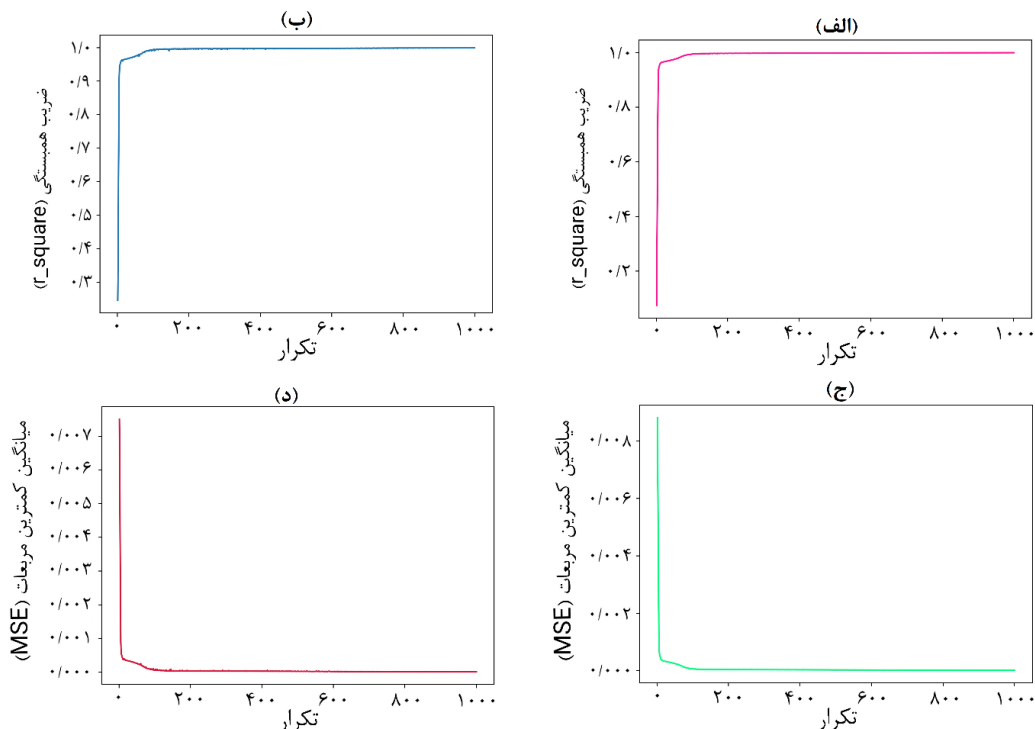 (الف)
ضریب همبستگی (r_square)
۱/۰
۰/۸
۰/۶
۰/۴
۰/۲
۰ ۲۰۰ ۴۰۰ ۶۰۰ ۸۰۰ ۱۰۰۰
تکرار
(ب)
ضریب همبستگی (r_square)
۱/۰
۰/۹
۰/۸
۰/۷
۰/۶
۰/۵
۰/۴
۰/۳
۰ ۲۰۰ ۴۰۰ ۶۰۰ ۸۰۰ ۱۰۰۰
تکرار
(ج)
میانگین کمترین مربعات (MSE)
۰/۰۰۸
۰/۰۰۶
۰/۰۰۴
۰/۰۰۲
۰/۰۰۰
۰ ۲۰۰ ۴۰۰ ۶۰۰ ۸۰۰ ۱۰۰۰
تکرار
(د)
میانگین کمترین مربعات (MSE)
۰/۰۰۷
۰/۰۰۶
۰/۰۰۵
۰/۰۰۴
۰/۰۰۳
۰/۰۰۲
۰/۰۰۱
۰/۰۰۰
۰ ۲۰۰ ۴۰۰ ۶۰۰ ۸۰۰ ۱۰۰۰
تکرار